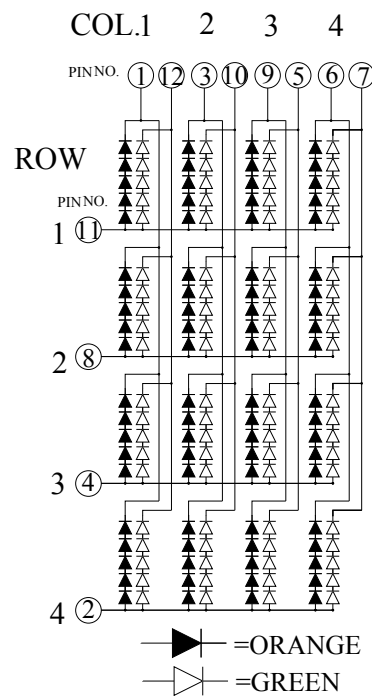 COL.1 2 3 4
PIN NO. 1 12 3 10 9 5 6 7
ROW
PIN NO.
1 11
2 8
3 4
4 2
=ORANGE
=GREEN